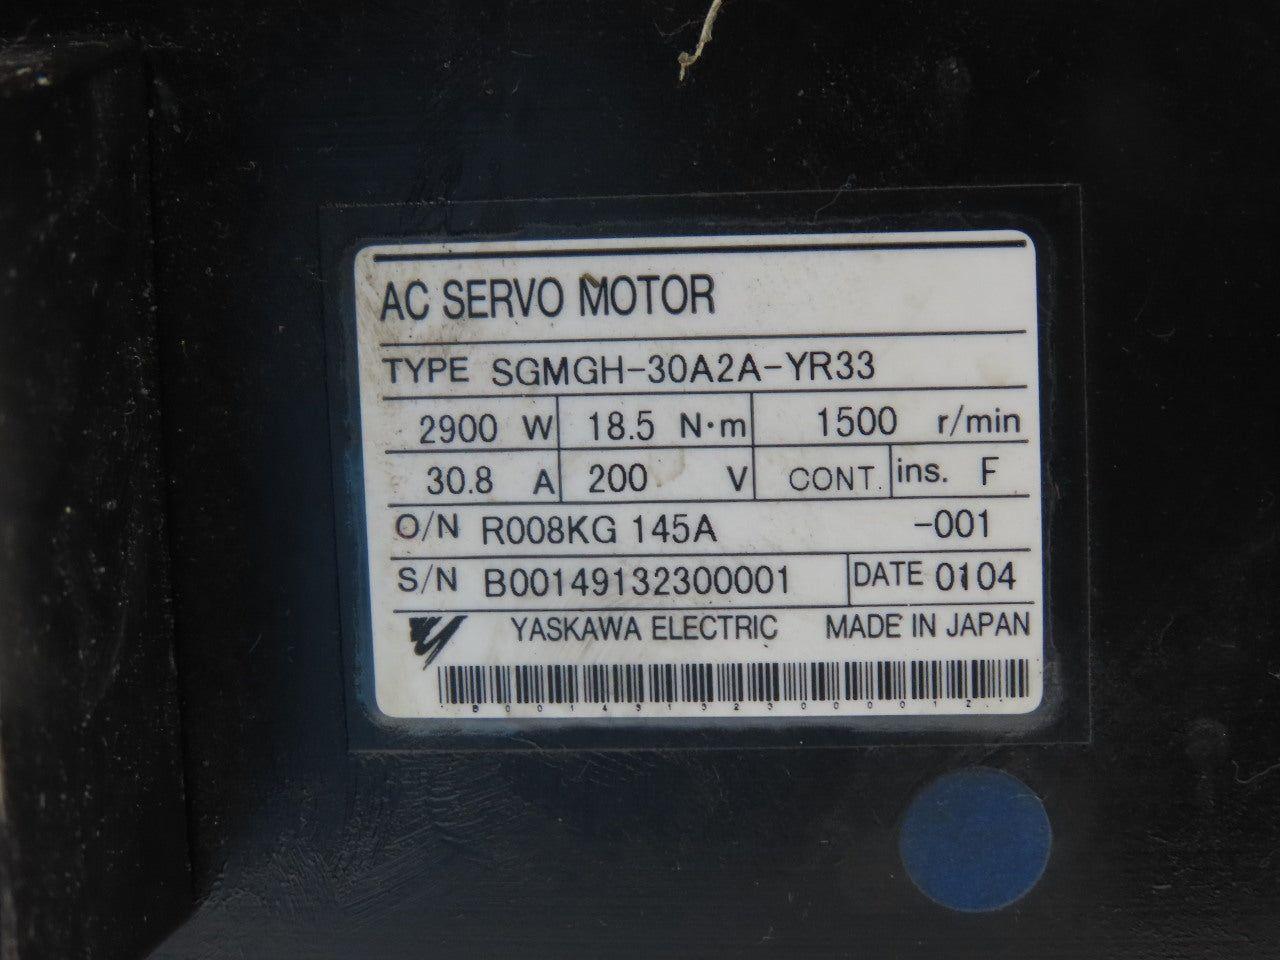 AC SERVO MOTOR
TYPE SGMGH-30A2A-YR33
2900 W 18.5 N·m 1500 r/min
30.8 A 200 V CONT. ins. F
O/N R008KG 145A -001
S/N B00149132300001 DATE 0104
YASKAWA ELECTRIC MADE IN JAPAN
*B00149132300001Z*